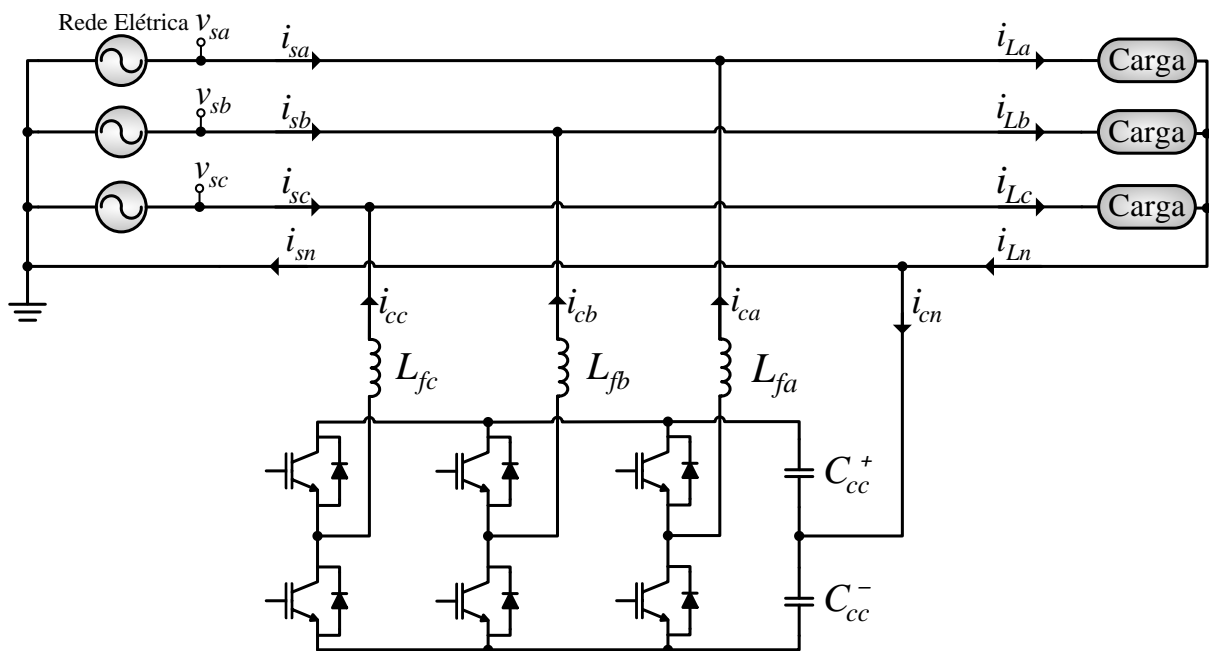 Rede Elétrica v_sa i_sa i_La Carga
v_sb i_sb i_Lb Carga
v_sc i_sc i_Lc Carga
i_sn i_Ln
i_cc i_cb i_ca i_cn
L_fc L_fb L_fa
C_cc^+
C_cc^−